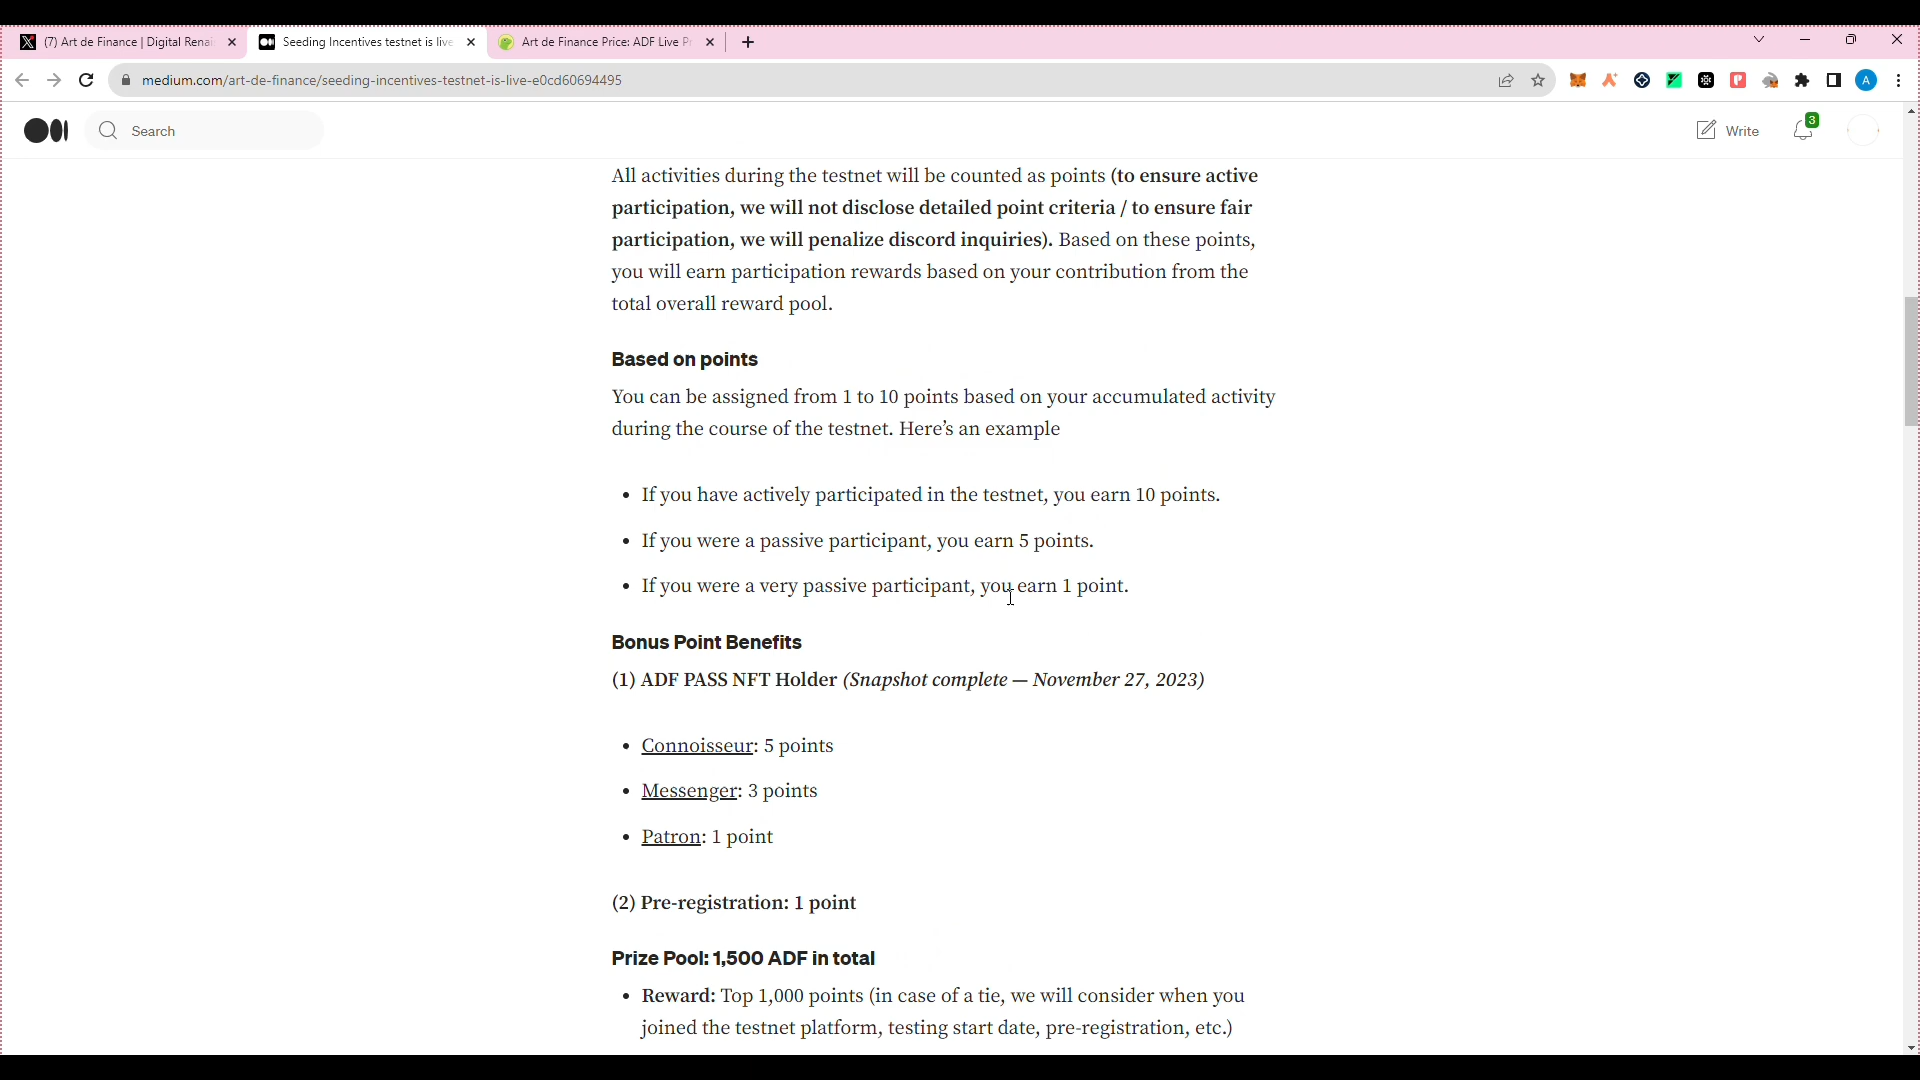 (7) Art de Finance | Digital Renai
Seeding Incentives testnet is live
Art de Finance Price: ADF Live Pr
medium.com/art-de-finance/seeding-incentives-testnet-is-live-e0cd60694495
A
Search
Write
3
All activities during the testnet will be counted as points (to ensure active
participation, we will not disclose detailed point criteria / to ensure fair
participation, we will penalize discord inquiries). Based on these points,
you will earn participation rewards based on your contribution from the
total overall reward pool.
Based on points
You can be assigned from 1 to 10 points based on your accumulated activity
during the course of the testnet. Here’s an example
• If you have actively participated in the testnet, you earn 10 points.
• If you were a passive participant, you earn 5 points.
• If you were a very passive participant, you earn 1 point.
Bonus Point Benefits
(1) ADF PASS NFT Holder (Snapshot complete — November 27, 2023)
• Connoisseur: 5 points
• Messenger: 3 points
• Patron: 1 point
(2) Pre-registration: 1 point
Prize Pool: 1,500 ADF in total
• Reward: Top 1,000 points (in case of a tie, we will consider when you
joined the testnet platform, testing start date, pre-registration, etc.)